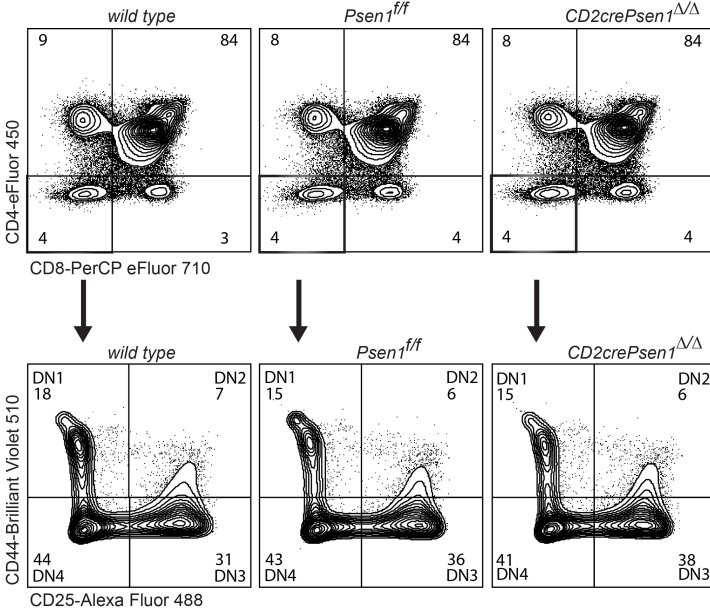 wild type Psen1f/f CD2crePsen1Δ/Δ
9 84 8 84 8 84
CD4-eFluor 450
4 3 4 4 4 4
CD8-PerCP eFluor 710
wild type Psen1f/f CD2crePsen1Δ/Δ
DN1 DN2 DN1 DN2 DN1 DN2
18 7 15 6 15 6
CD44-Brilliant Violet 510
44 31 43 36 41 38
DN4 DN3 DN4 DN3 DN4 DN3
CD25-Alexa Fluor 488